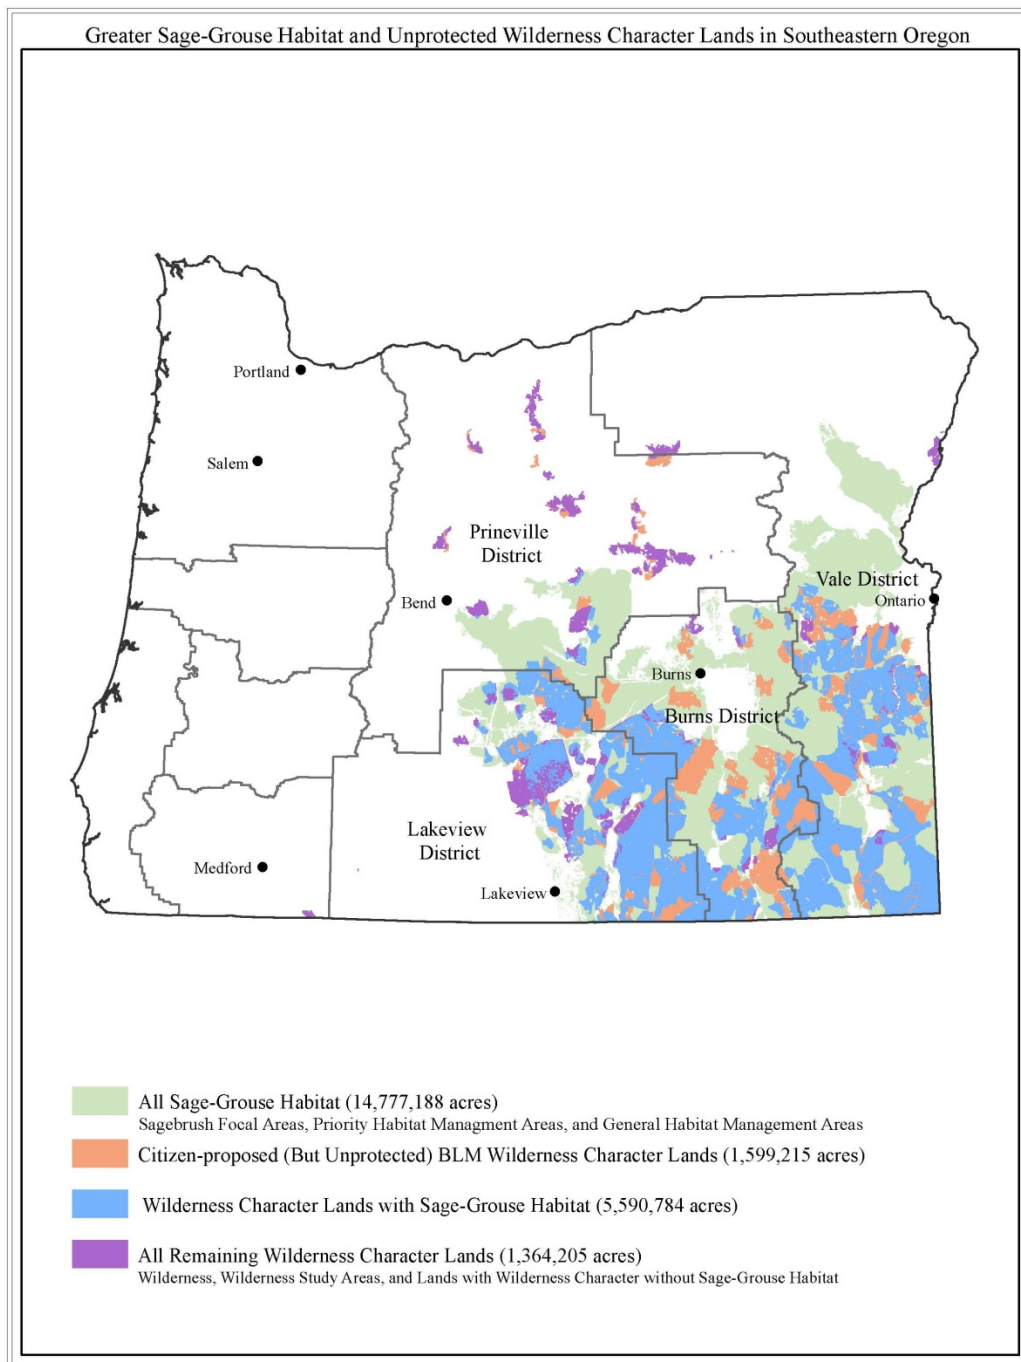 Greater Sage-Grouse Habitat and Unprotected Wilderness Character Lands in Southeastern Oregon
Portland
Salem
Prineville
District
Vale District
Ontario
Bend
Burns
Burns District
Lakeview
District
Medford
Lakeview
All Sage-Grouse Habitat (14,777,188 acres)
Sagebrush Focal Areas, Priority Habitat Managment Areas, and General Habitat Management Areas
Citizen-proposed (But Unprotected) BLM Wilderness Character Lands (1,599,215 acres)
Wilderness Character Lands with Sage-Grouse Habitat (5,590,784 acres)
All Remaining Wilderness Character Lands (1,364,205 acres)
Wilderness, Wilderness Study Areas, and Lands with Wilderness Character without Sage-Grouse Habitat